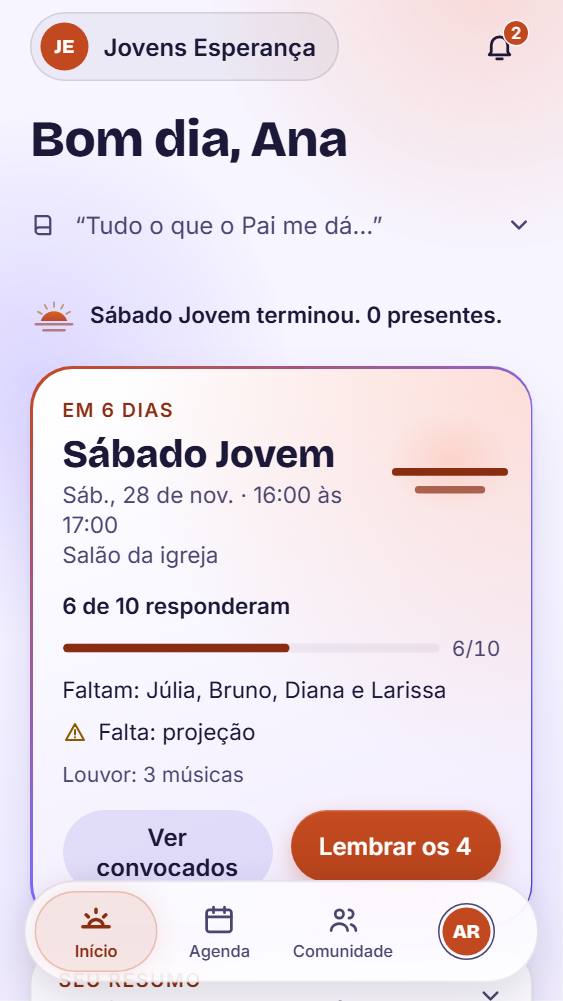 JE Jovens Esperança 2
Bom dia, Ana
“Tudo o que o Pai me dá...”
Sábado Jovem terminou. 0 presentes.
EM 6 DIAS
Sábado Jovem
Sáb., 28 de nov. · 16:00 às
17:00
Salão da igreja
6 de 10 responderam
6/10
Faltam: Júlia, Bruno, Diana e Larissa
Falta: projeção
Louvor: 3 músicas
Ver
convocados
Lembrar os 4
Início Agenda Comunidade AR
SEU RESUMO